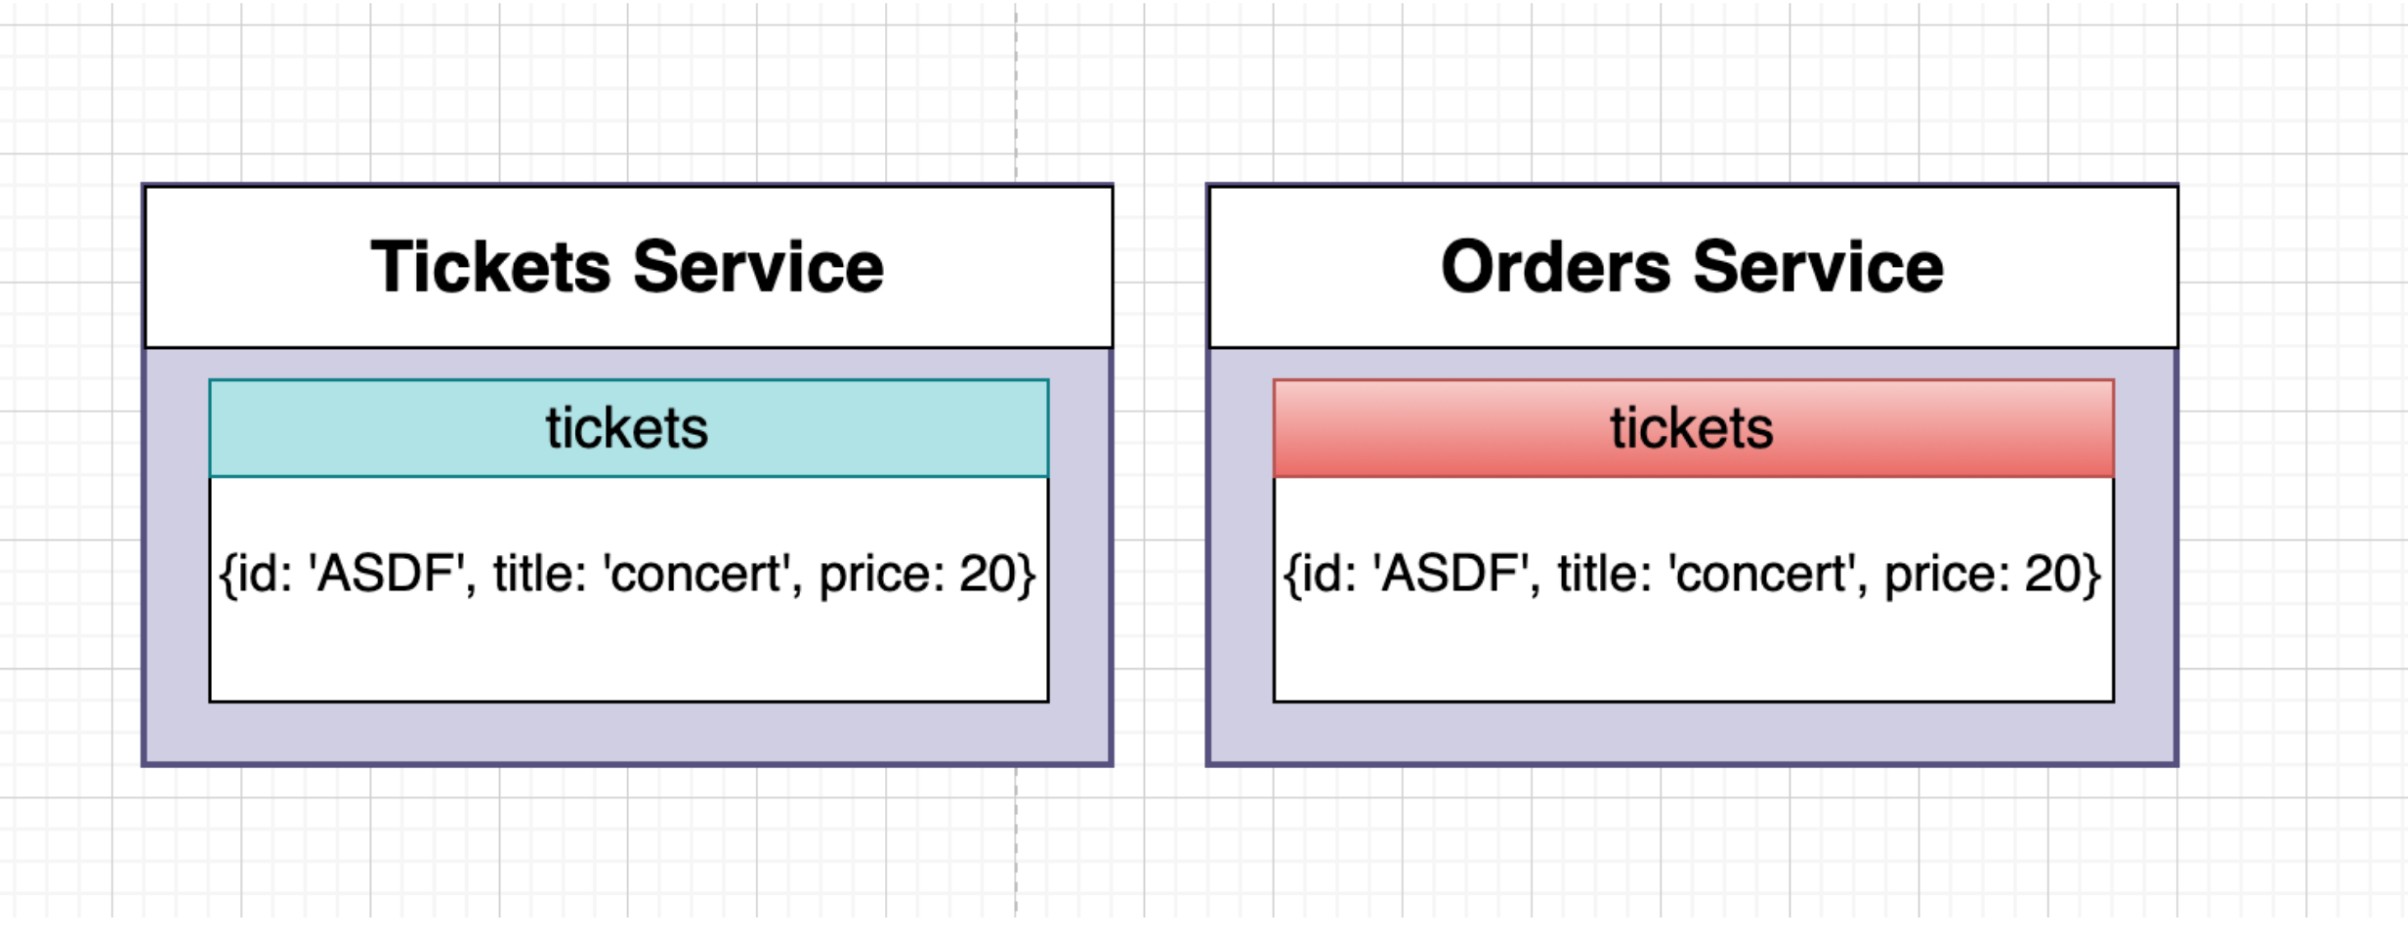 Tickets Service
tickets
{id: 'ASDF', title: 'concert', price: 20}
Orders Service
tickets
{id: 'ASDF', title: 'concert', price: 20}